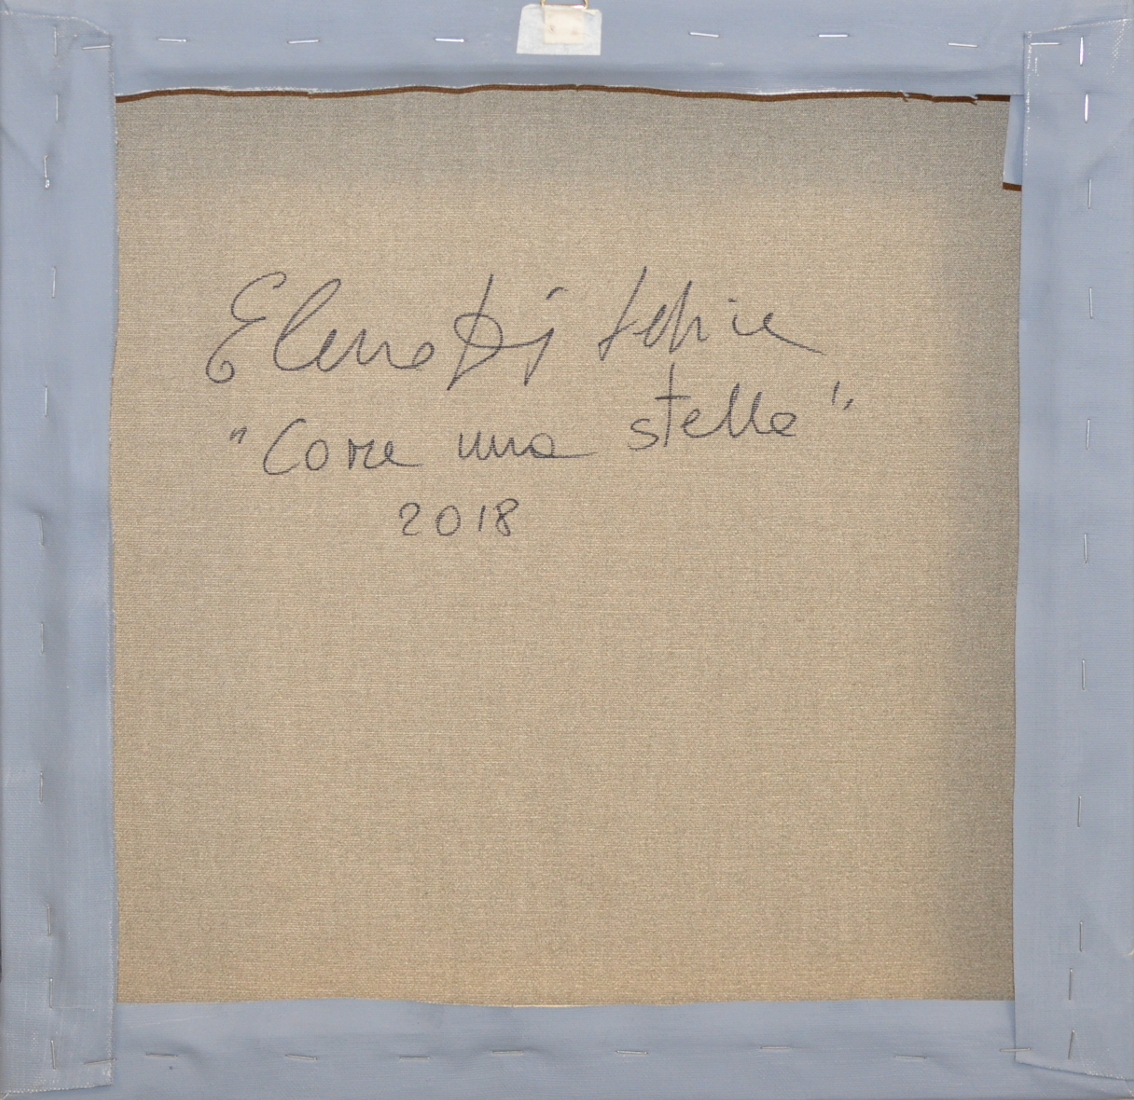 Elena Di Felice
"Come una stella"
2018